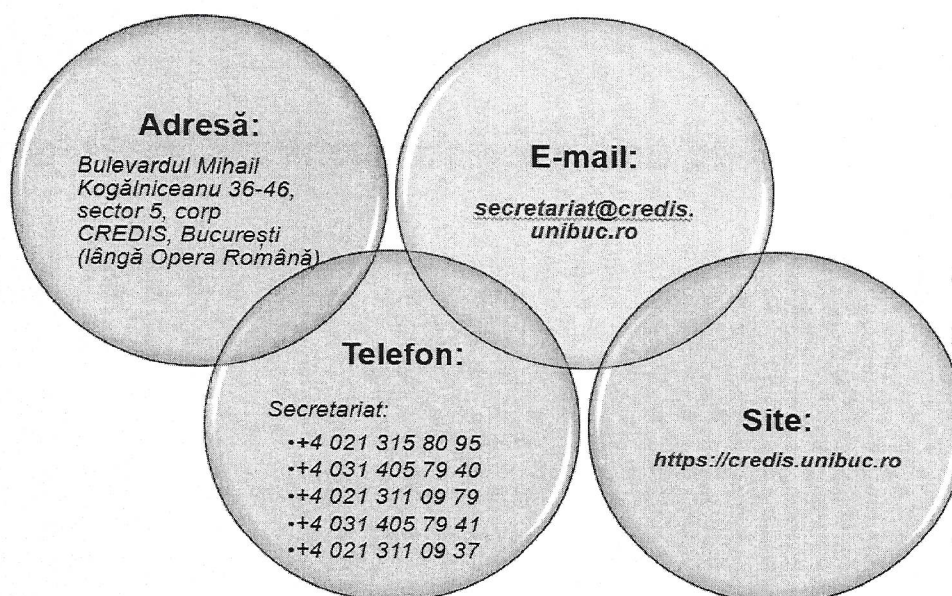 Adresă:
Bulevardul Mihail
Kogălniceanu 36-46,
sector 5, corp
CREDIS, București
(lângă Opera Română)
E-mail:
secretariat@credis.
unibuc.ro
Telefon:
Secretariat:
•+4 021 315 80 95
•+4 031 405 79 40
•+4 021 311 09 79
•+4 031 405 79 41
•+4 021 311 09 37
Site:
https://credis.unibuc.ro